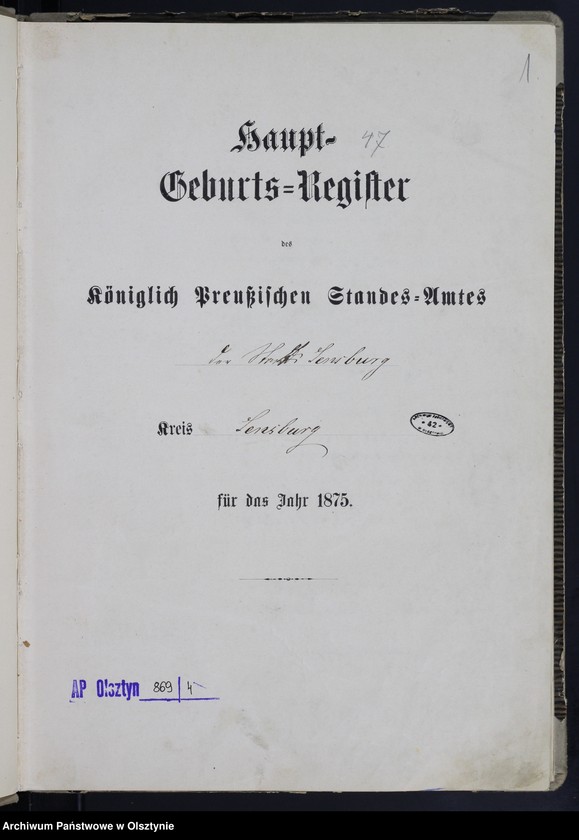 1
Haupt- 47
Geburts=Register
des
Königlich Preußischen Standes=Amtes
der Stadt Sensburg
Kreis Sensburg
- 42 -
für das Jahr 1875.
AP Olsztyn 869/4
Archiwum Państwowe w Olsztynie